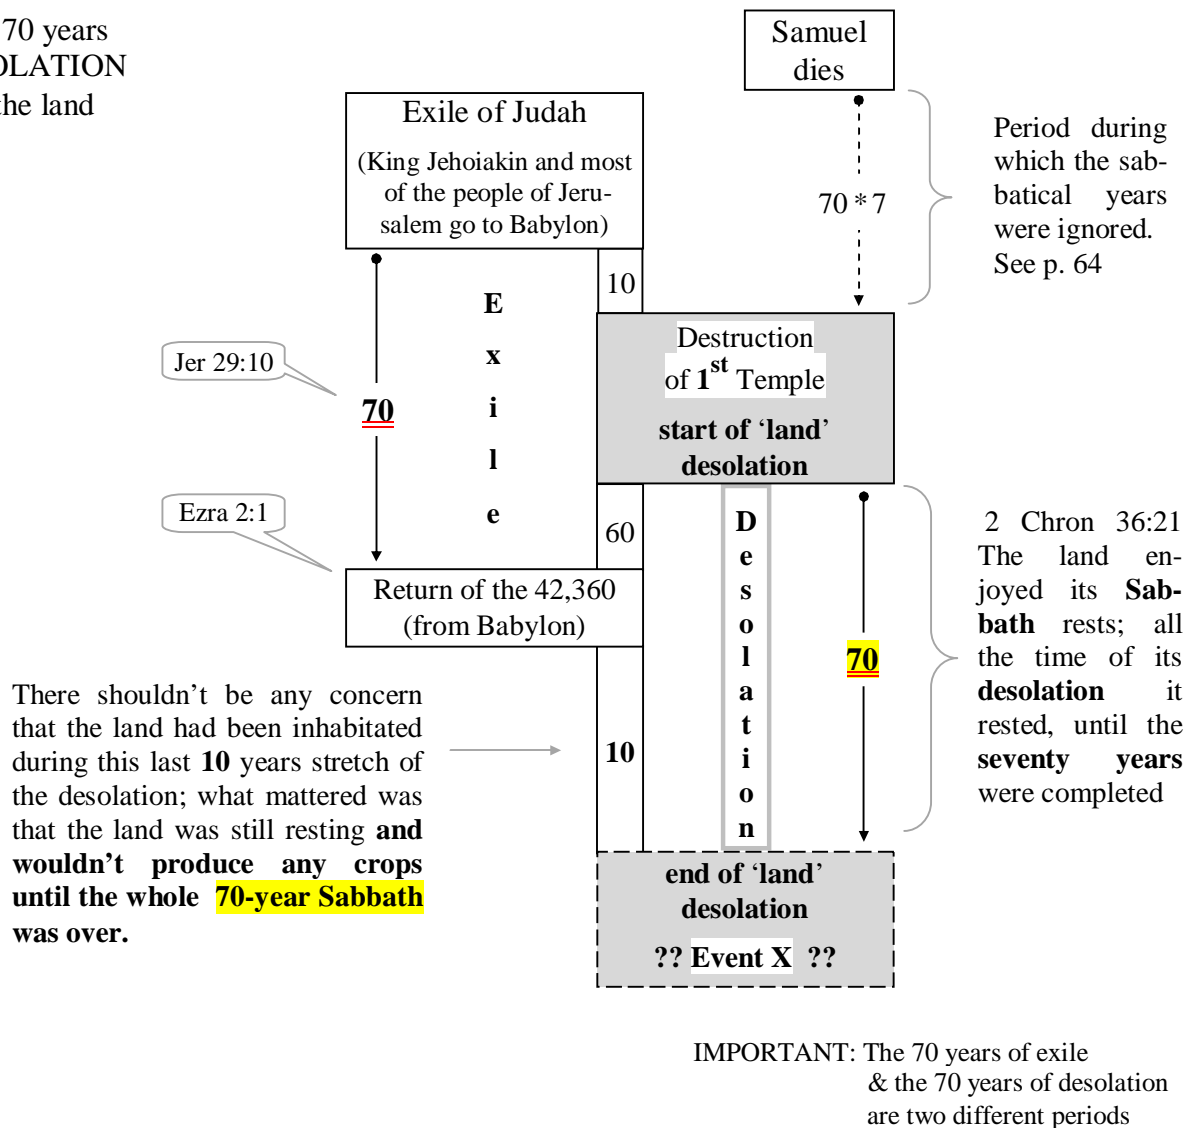 70 years
OLATION
the land
Samuel
dies
Exile of Judah
(King Jehoiakin and most
of the people of Jeru-
salem go to Babylon)
70 * 7
Period during
which the sab-
batical years
were ignored.
See p. 64
10
E
x
i
l
e
Jer 29:10
70
Destruction
of 1st Temple
start of ‘land’
desolation
Ezra 2:1
60
Return of the 42,360
(from Babylon)
D
e
s
o
l
a
t
i
o
n
70
2 Chron 36:21
The land en-
joyed its Sab-
bath rests; all
the time of its
desolation it
rested, until the
seventy years
were completed
There shouldn’t be any concern
that the land had been inhabitated
during this last 10 years stretch of
the desolation; what mattered was
that the land was still resting and
wouldn’t produce any crops
until the whole 70-year Sabbath
was over.
10
end of ‘land’
desolation
?? Event X ??
IMPORTANT: The 70 years of exile
& the 70 years of desolation
are two different periods